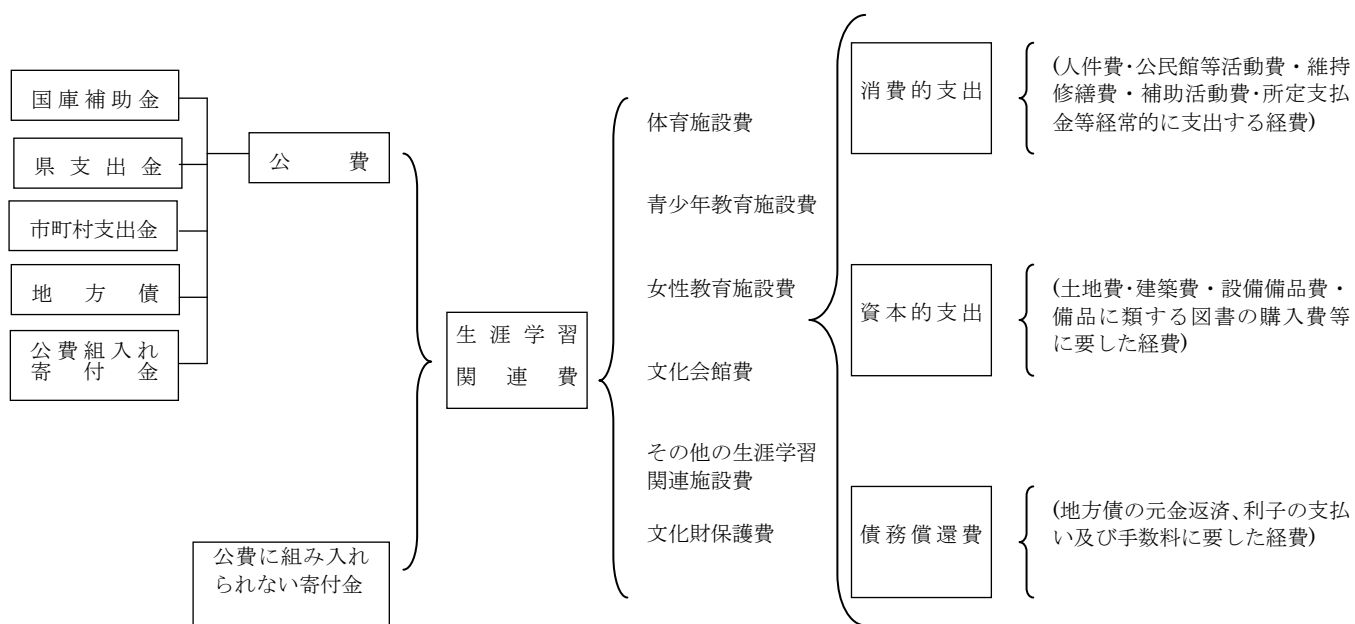 国庫補助金
県支出金
市町村支出金
地方債
公費組入れ
寄付金
公費
公費に組み入れ
られない寄付金
生涯学習
関連費
体育施設費
青少年教育施設費
女性教育施設費
文化会館費
その他の生涯学習
関連施設費
文化財保護費
消費的支出
(人件費・公民館等活動費・維持
修繕費・補助活動費・所定支払
金等経常的に支出する経費)
資本的支出
(土地費・建築費・設備備品費・
備品に類する図書の購入費等
に要した経費)
債務償還費
(地方債の元金返済、利子の支払
い及び手数料に要した経費)